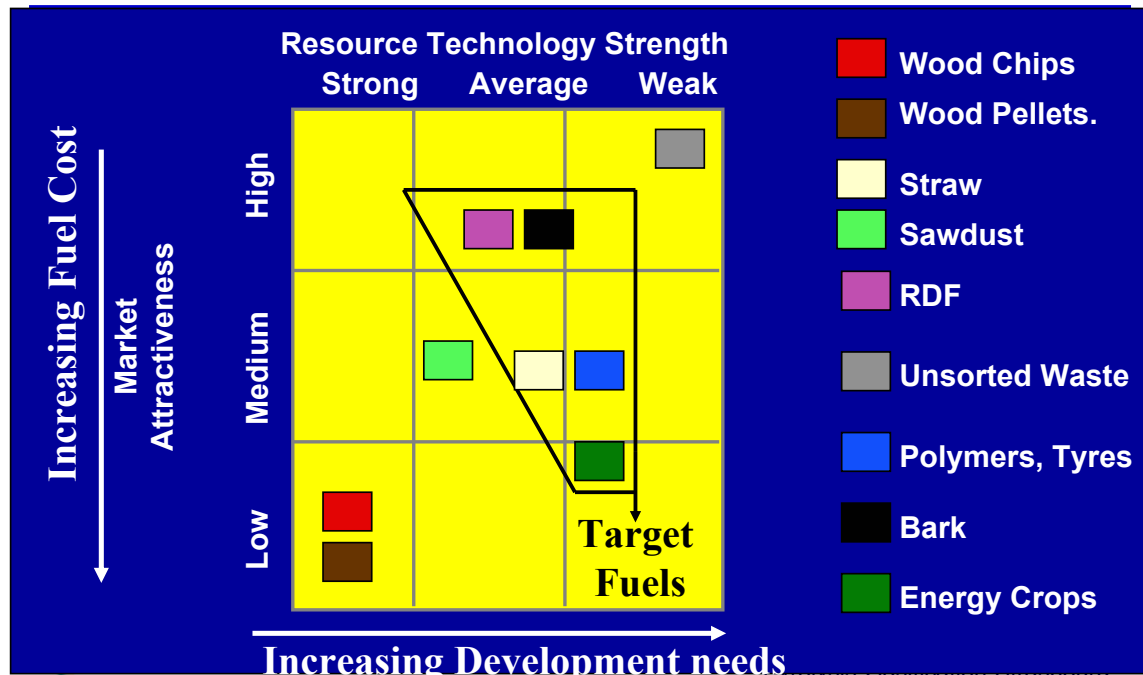 Resource Technology Strength
Strong Average Weak
Increasing Fuel Cost
Market
Attractiveness
High
Medium
Low
Target
Fuels
Increasing Development needs
Wood Chips
Wood Pellets.
Straw
Sawdust
RDF
Unsorted Waste
Polymers, Tyres
Bark
Energy Crops